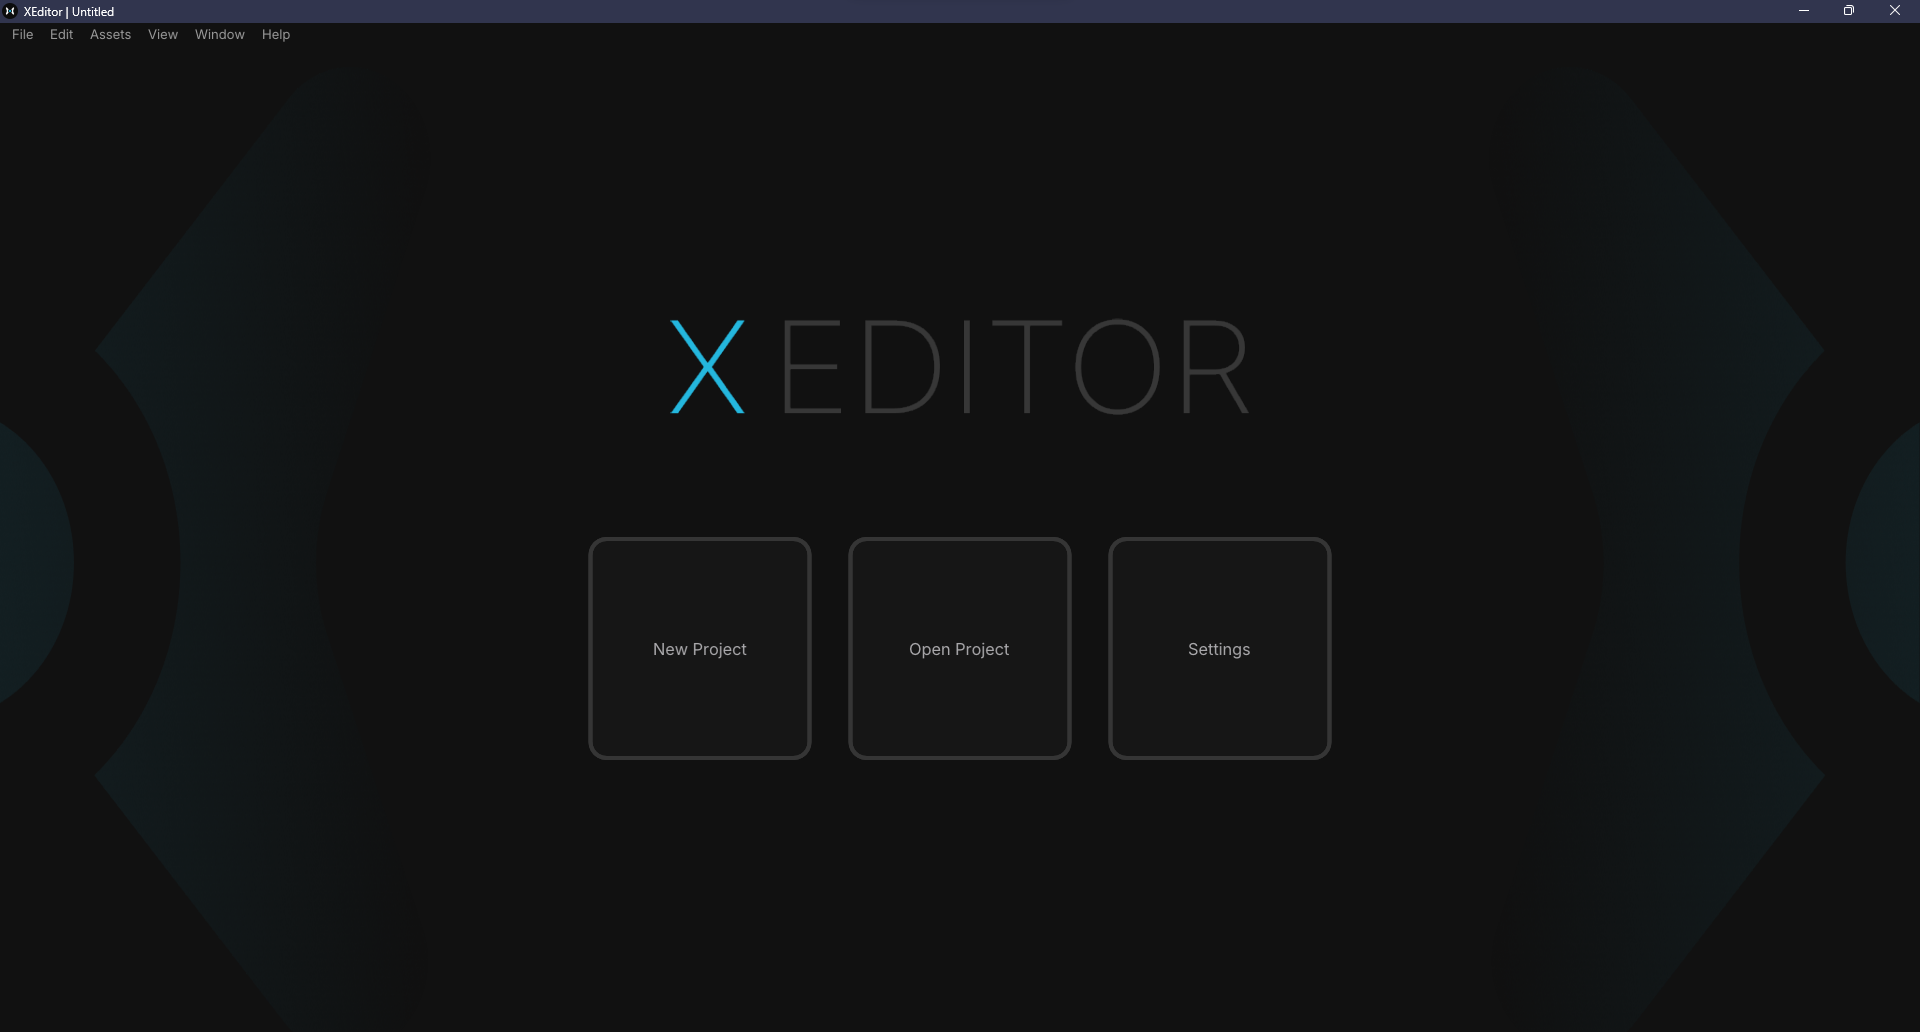 XEditor | Untitled
File Edit Assets View Window Help
X EDITOR
New Project Open Project Settings